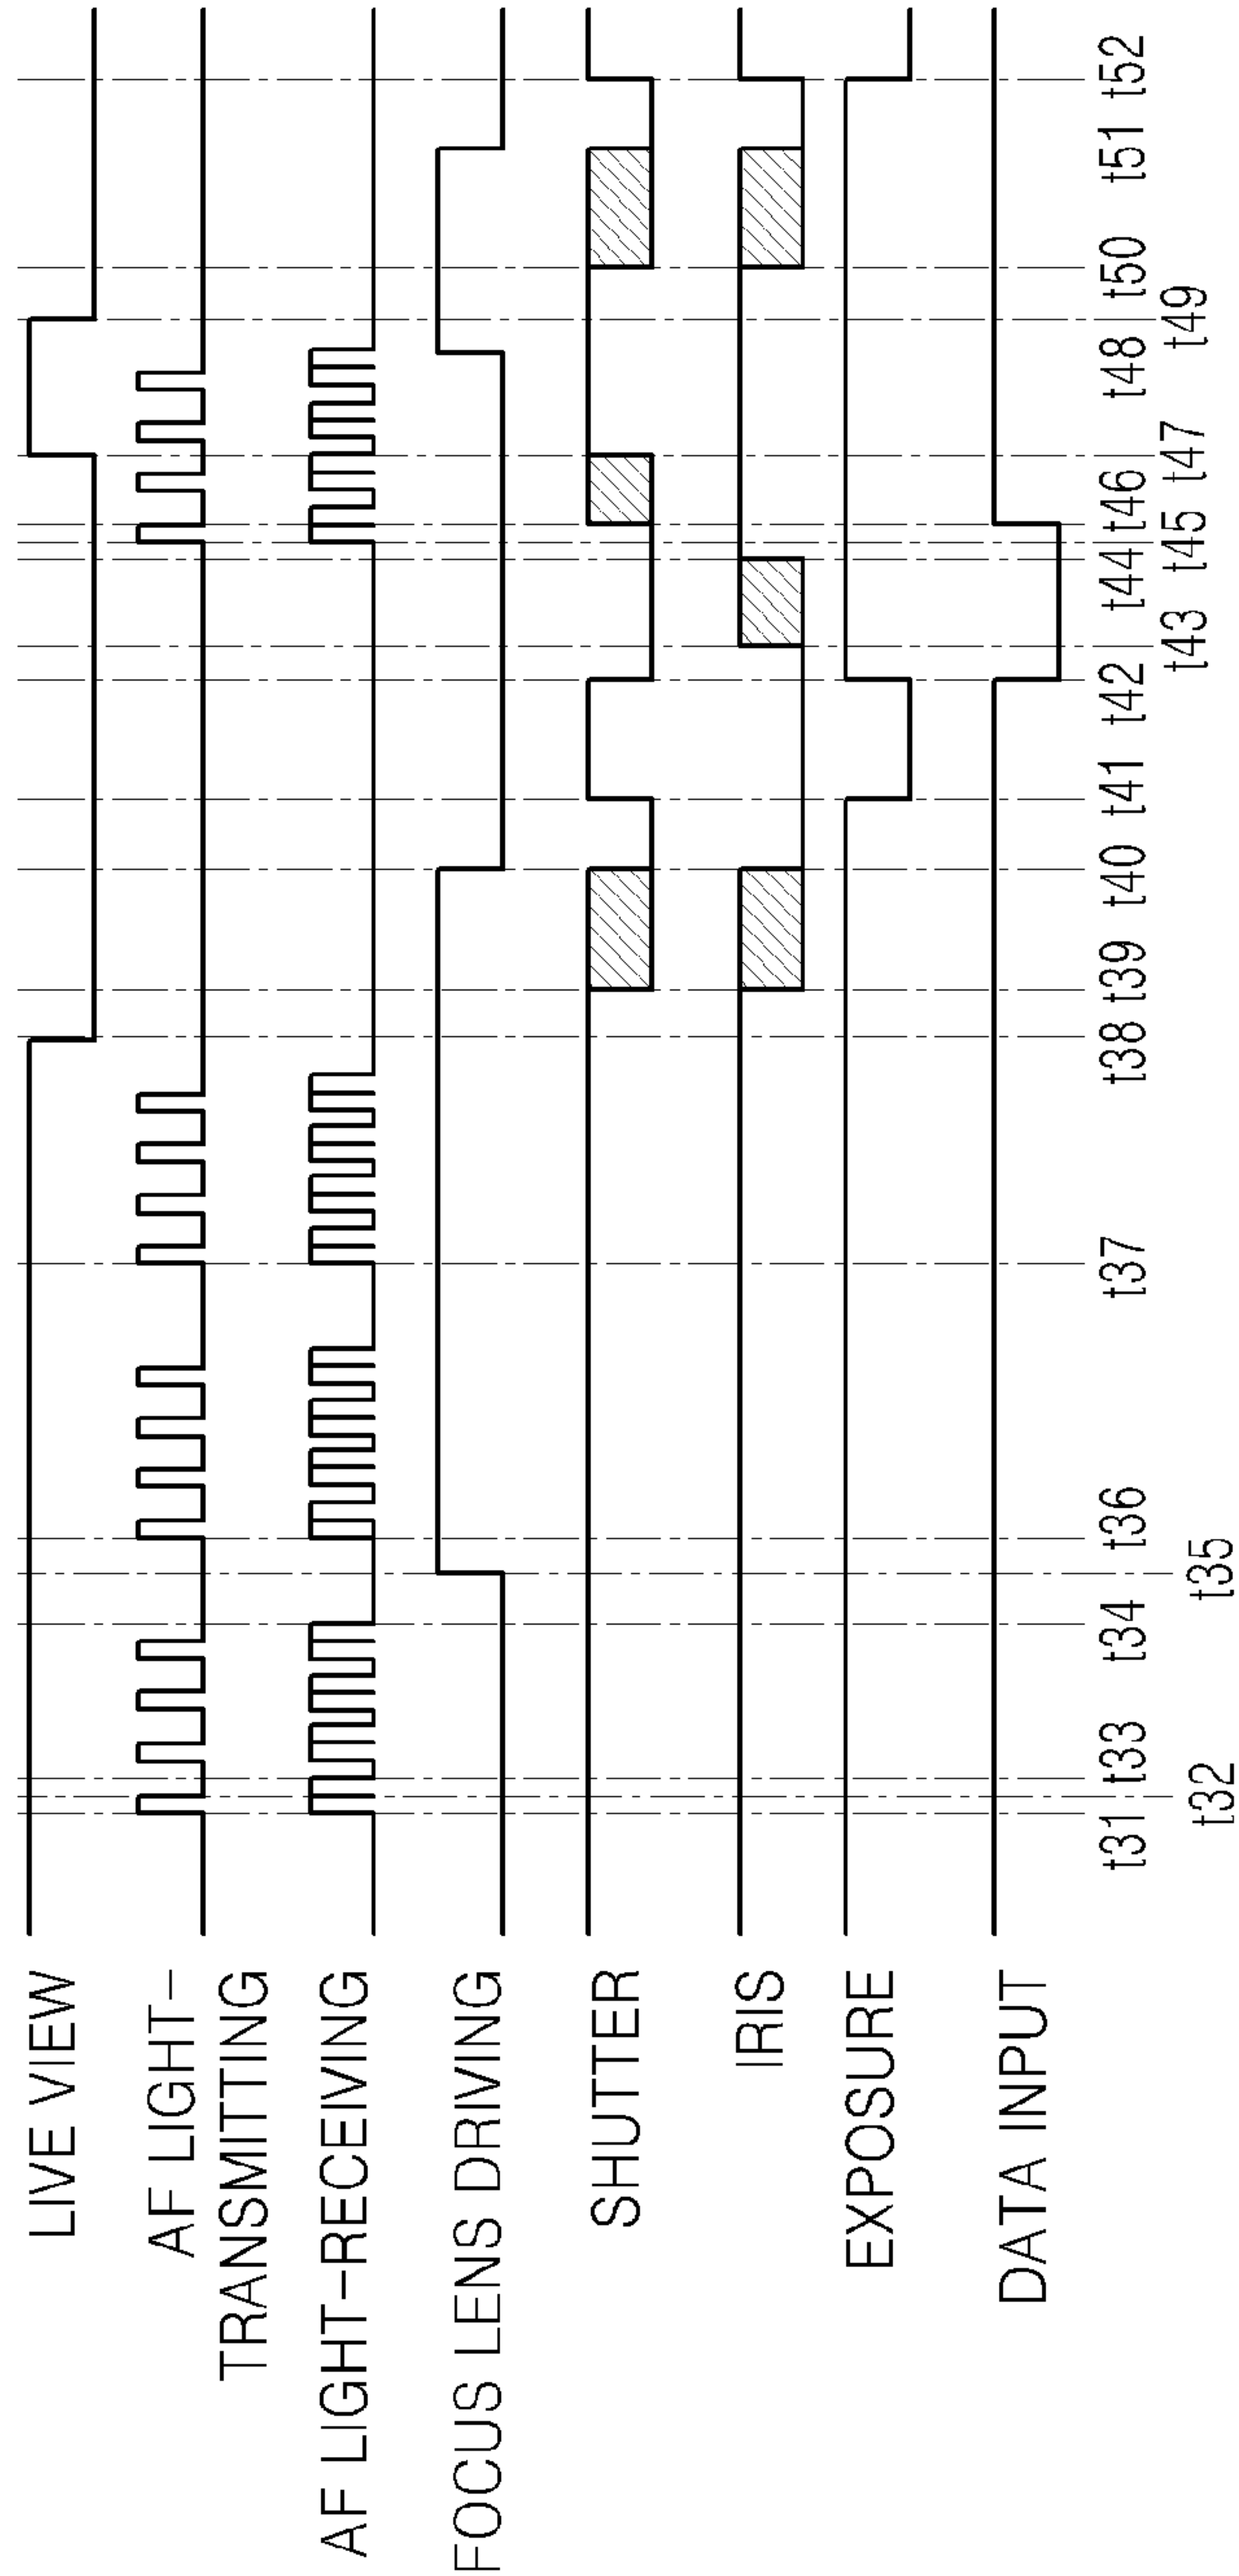 LIVE VIEW
AF LIGHT-
TRANSMITTING
AF LIGHT-RECEIVING
FOCUS LENS DRIVING
SHUTTER
IRIS
EXPOSURE
DATA INPUT
t31 t33 t34 t36 t37 t38 t39 t40 t41 t42 t44 t46 t48 t50 t51 t52
t43 t45 t47 t49
t32 t35